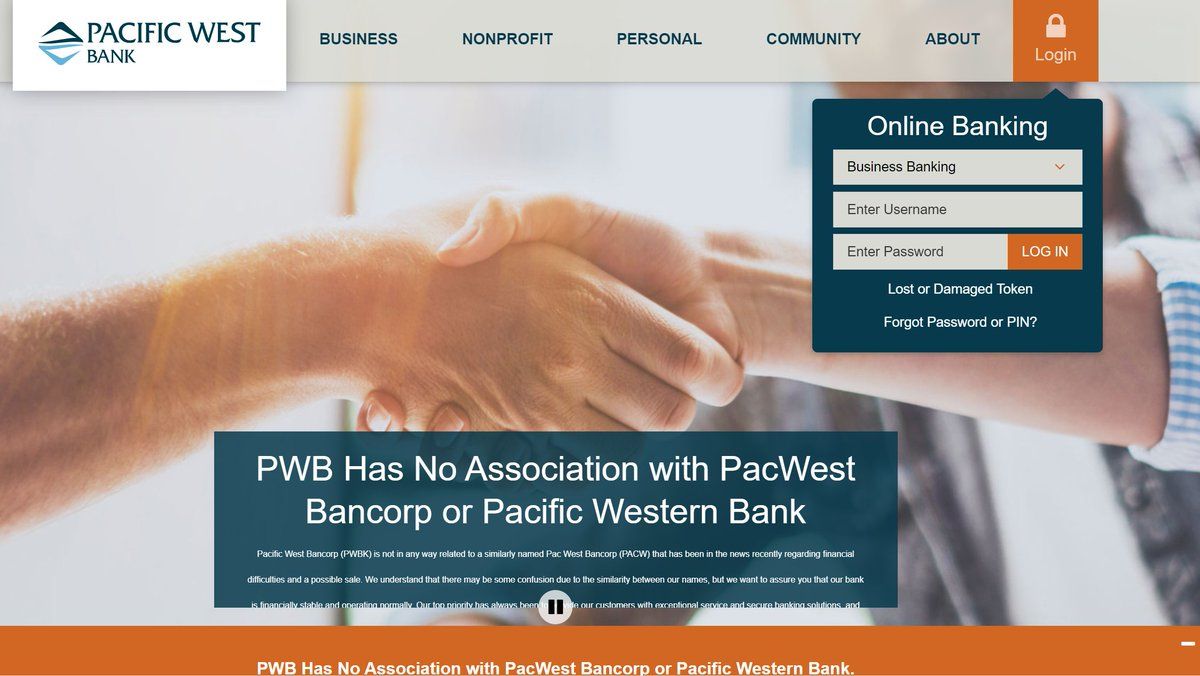 PACIFIC WEST
BANK
BUSINESS
NONPROFIT
PERSONAL
COMMUNITY
ABOUT
Login
Online Banking
Business Banking
Enter Username
Enter Password
LOG IN
Lost or Damaged Token
Forgot Password or PIN?
PWB Has No Association with PacWest
Bancorp or Pacific Western Bank
Pacific West Bancorp (PWBK) is not in any way related to a similarly named Pac West Bancorp (PACW) that has been in the news recently regarding financial
difficulties and a possible sale. We understand that there may be some confusion due to the similarity between our names, but we want to assure you that our bank
is financially stable and operating normally. Our top priority has always been our customers with exceptional service and secure banking solutions, and
PWB Has No Association with PacWest Bancorp or Pacific Western Bank.